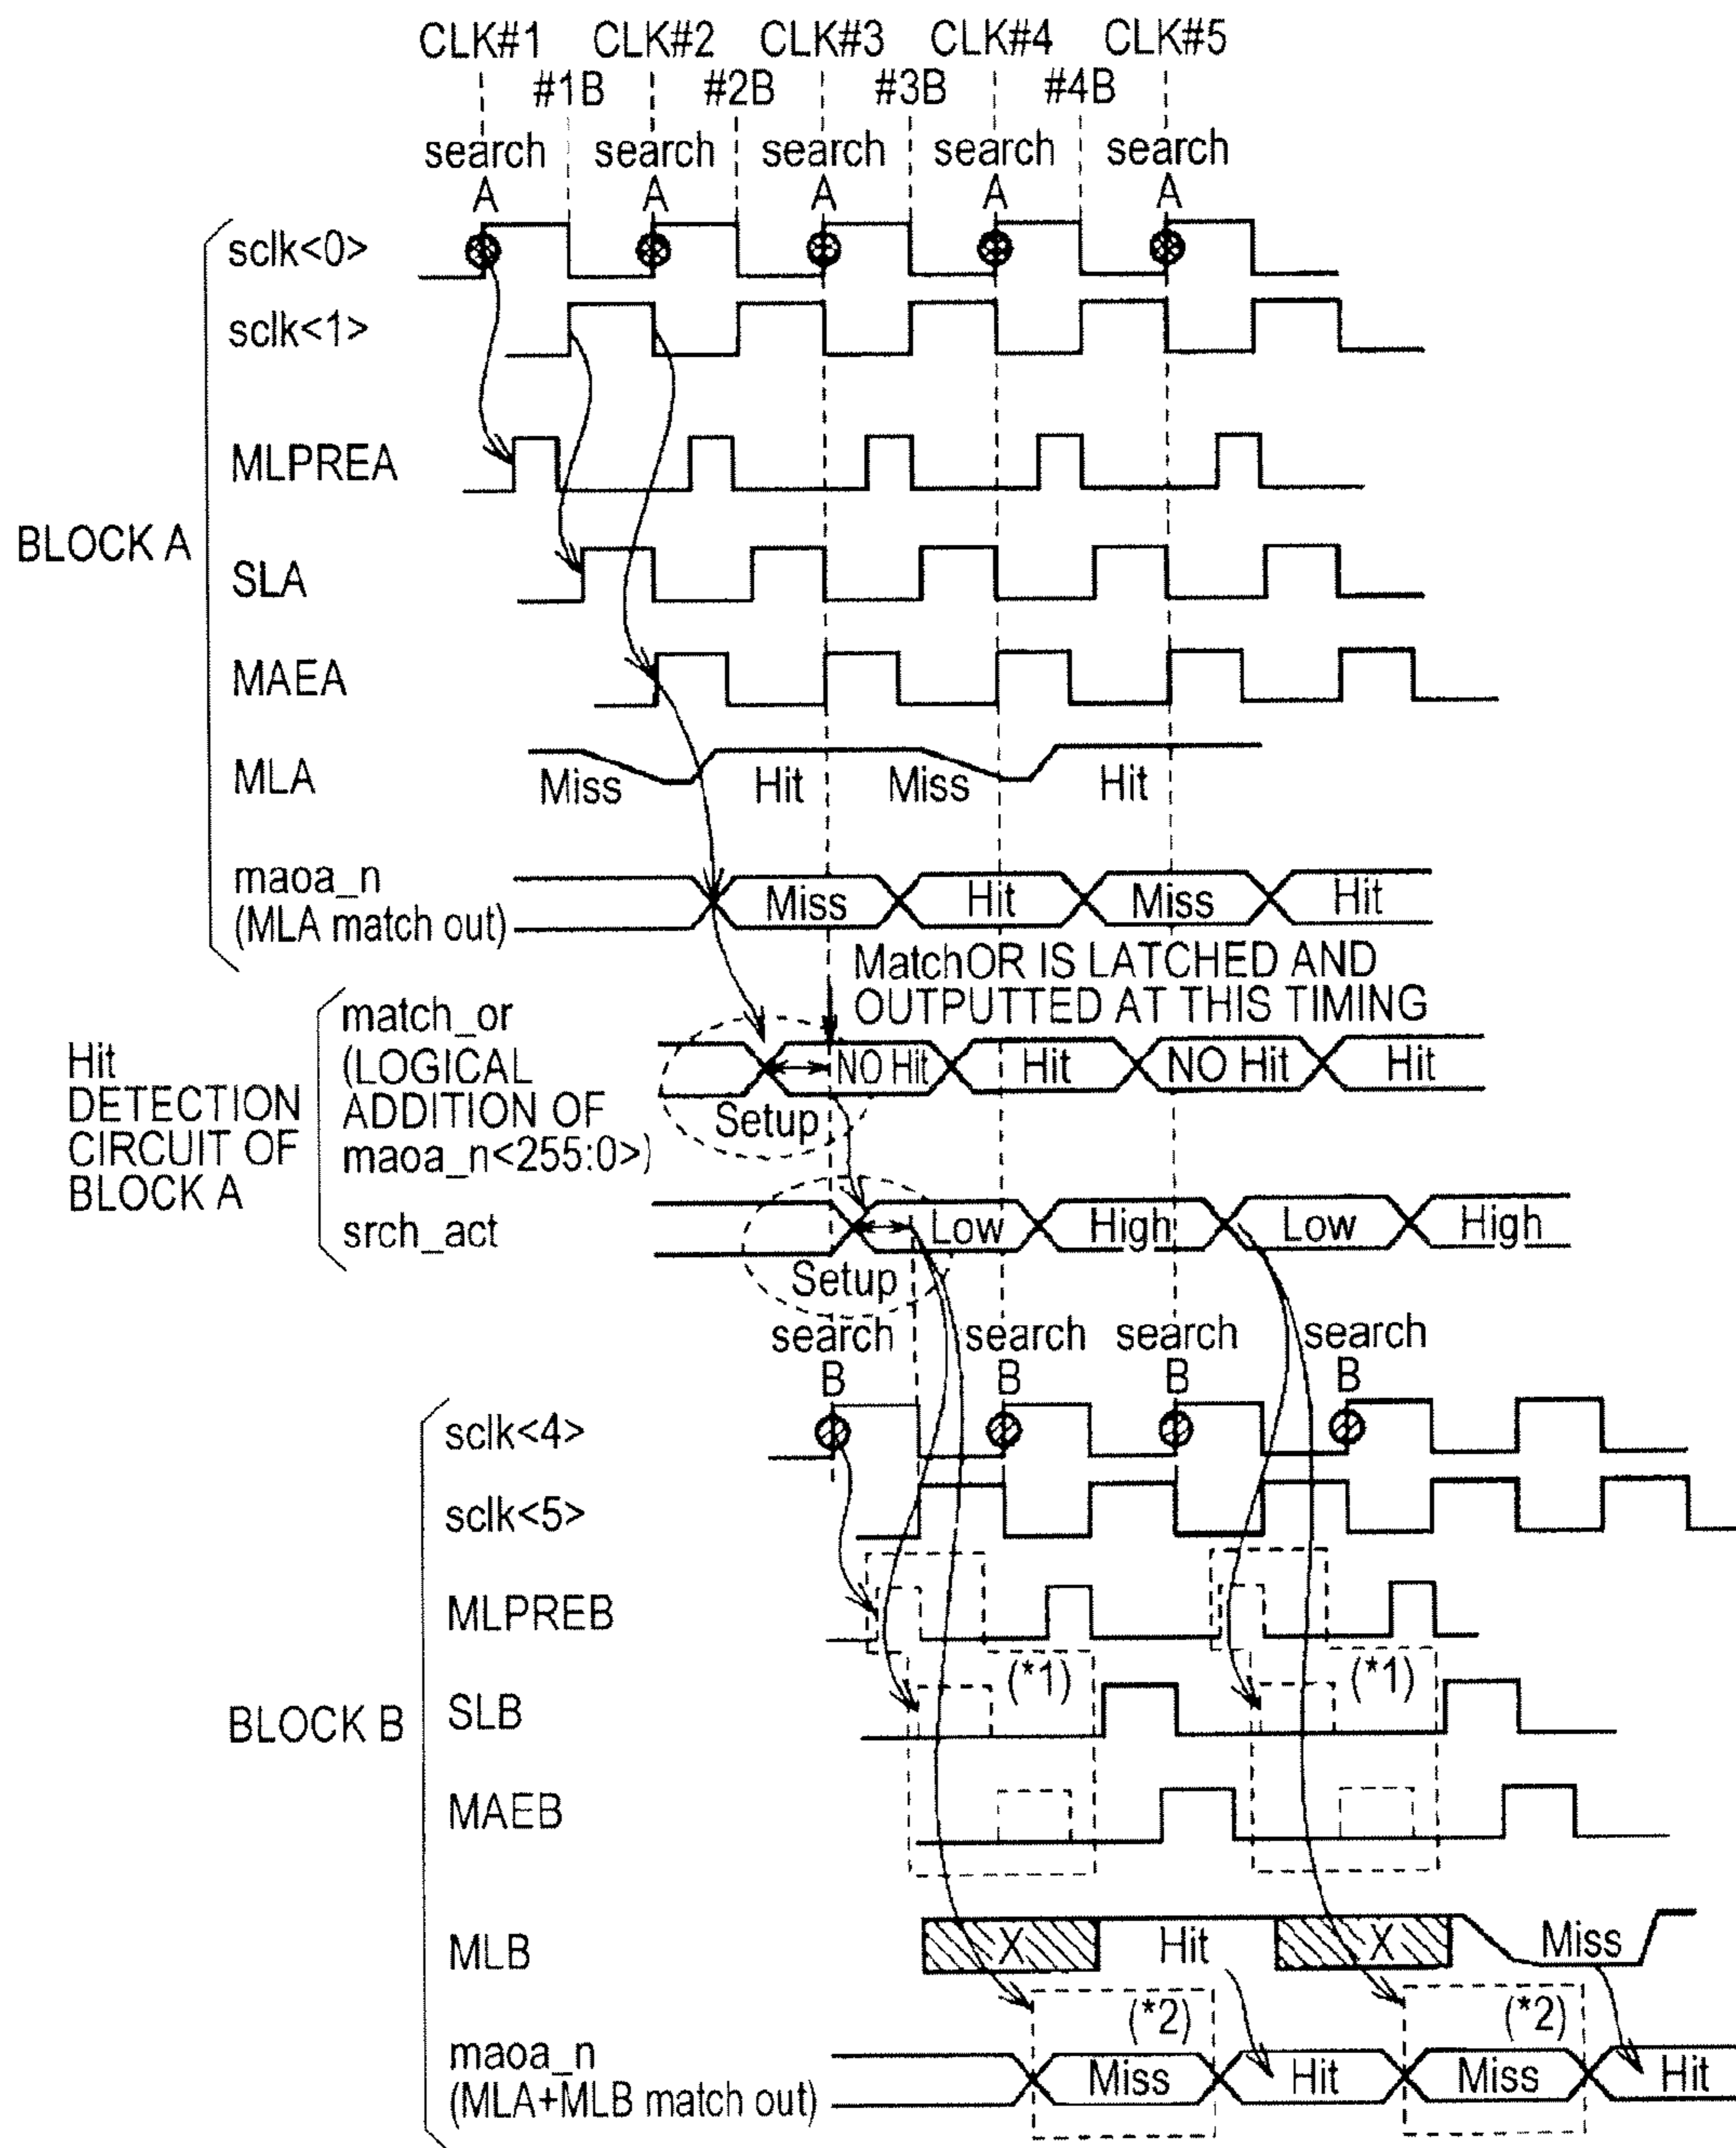 CLK#1 CLK#2 CLK#3 CLK#4 CLK#5
#1B #2B #3B #4B
search search search search search
A A A A A
sclk<0>
sclk<1>
MLPREA
BLOCK A
SLA
MAEA
MLA
Miss Hit Miss Hit
maoa_n
(MLA match out)
Miss Hit Miss Hit
MatchOR IS LATCHED AND
OUTPUTTED AT THIS TIMING
Hit
DETECTION
CIRCUIT OF
BLOCK A
match_or
(LOGICAL
ADDITION OF
maoa_n<255:0>)
NO Hit Hit NO Hit Hit
Setup
srch_act
Low High Low High
Setup
search search search search
B B B B
sclk<4>
sclk<5>
MLPREB
(*1) (*1)
BLOCK B
SLB
MAEB
MLB
X Hit X Miss
(*2) (*2)
maoa_n
(MLA+MLB match out)
Miss Hit Miss Hit